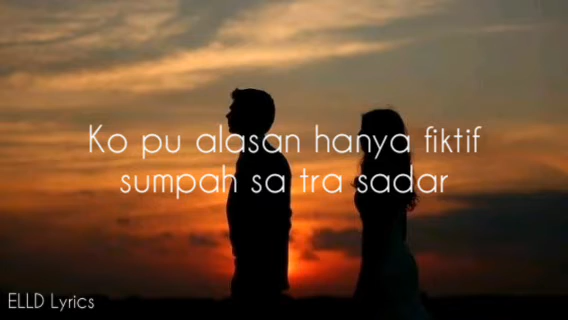 Ko pu alasan hanya fiktif
sumpah sa tra sadar
ELLD Lyrics